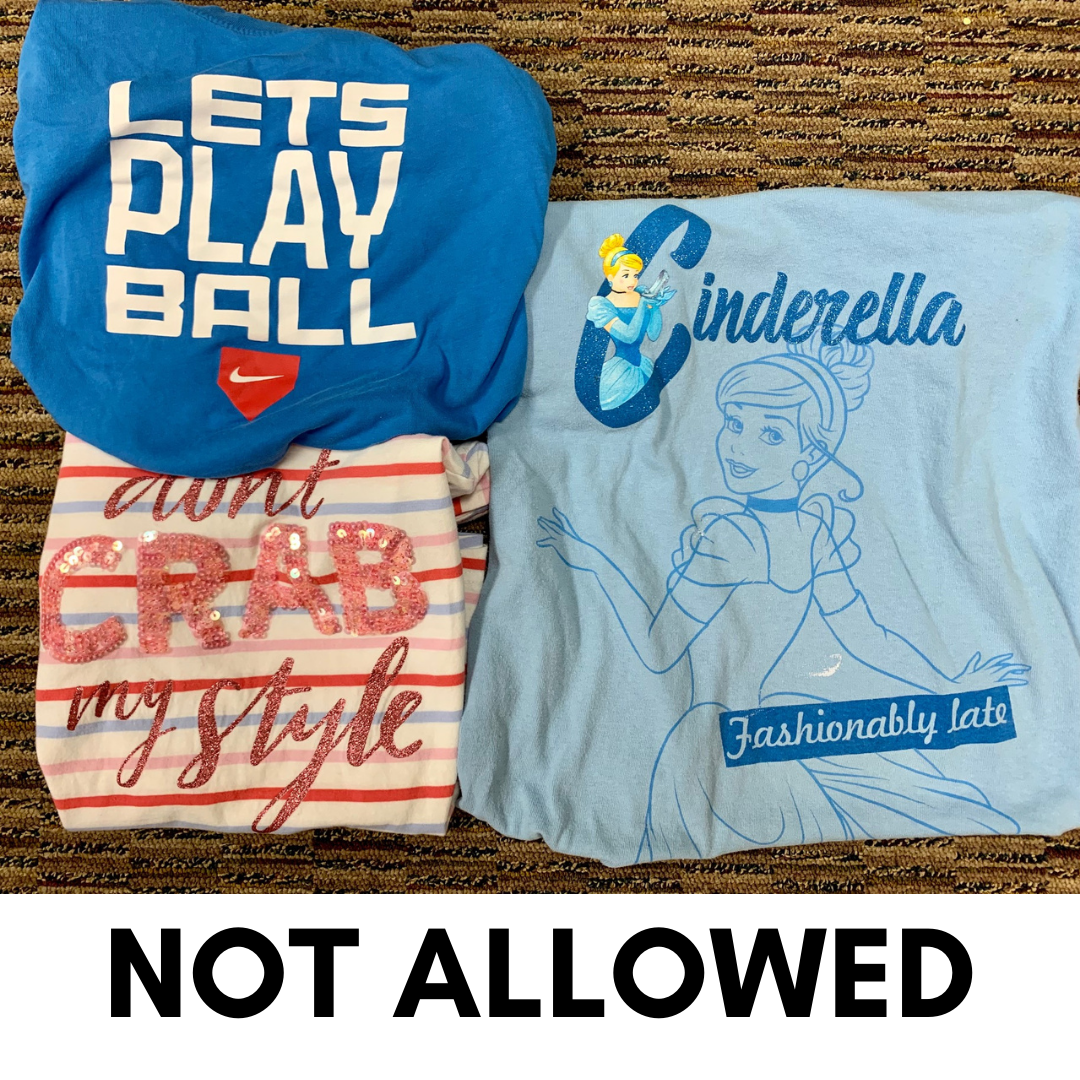 LETS
PLAY
BALL
Cinderella
dont
CRAB
my style
Fashionably late
NOT ALLOWED